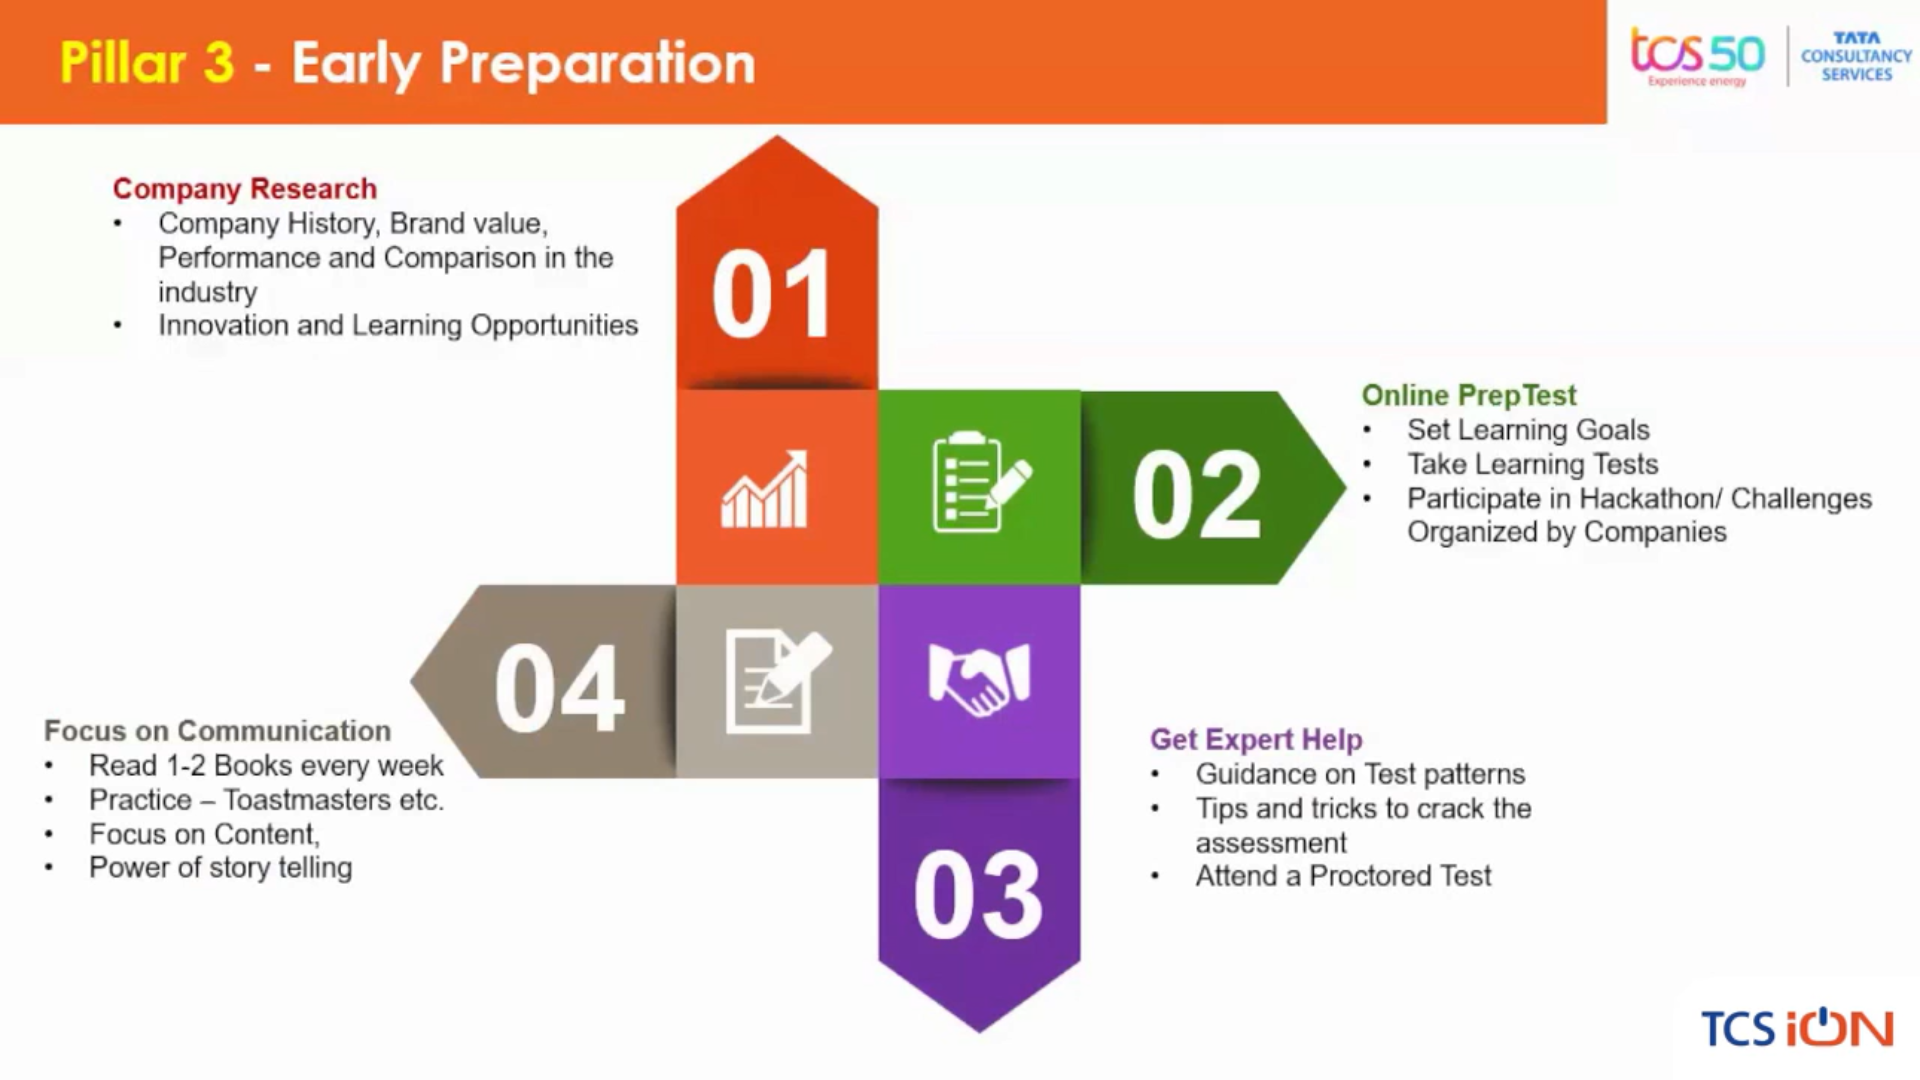 Pillar 3 - Early Preparation
tcs 50
Experience energy
TATA
CONSULTANCY
SERVICES
Company Research
• Company History, Brand value,
Performance and Comparison in the
industry
• Innovation and Learning Opportunities
01
Online PrepTest
• Set Learning Goals
• Take Learning Tests
• Participate in Hackathon/ Challenges
Organized by Companies
02
04
Focus on Communication
• Read 1-2 Books every week
• Practice – Toastmasters etc.
• Focus on Content,
• Power of story telling
Get Expert Help
• Guidance on Test patterns
• Tips and tricks to crack the
assessment
• Attend a Proctored Test
03
TCS iON